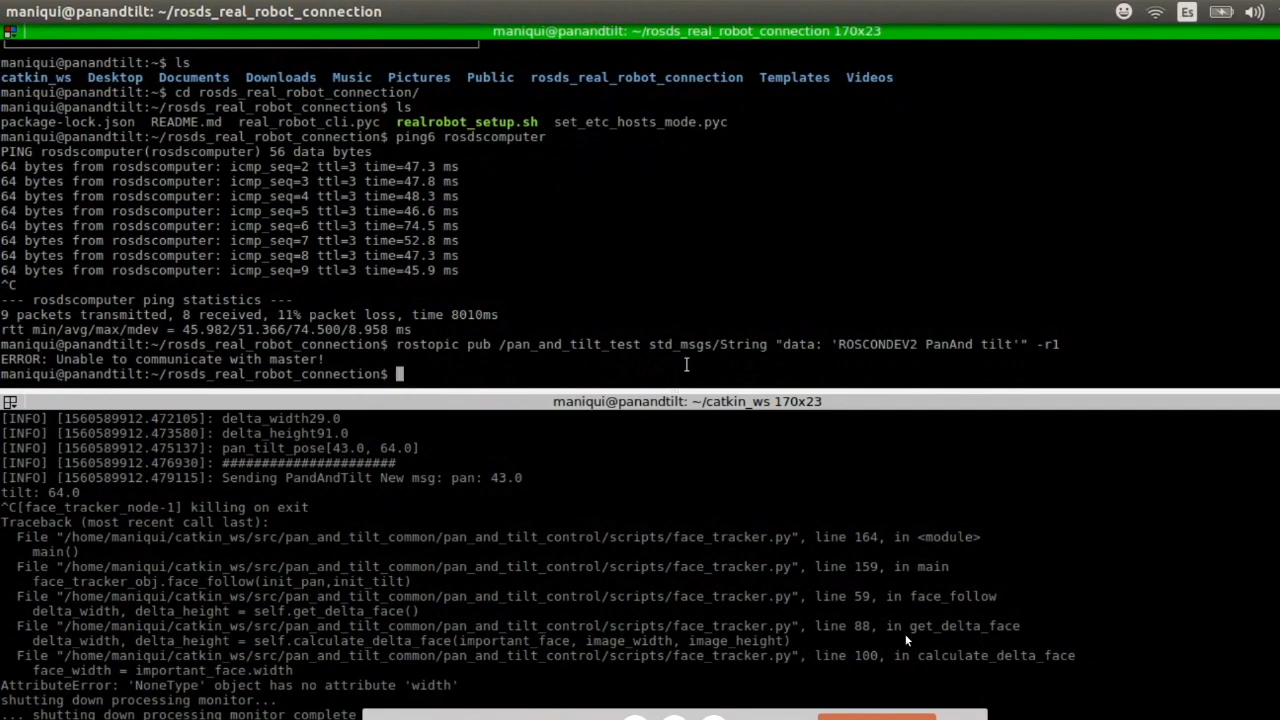 maniqui@panandtilt: ~/rosds_real_robot_connection
Es
maniqui@panandtilt: ~/rosds_real_robot_connection 170x23
maniqui@panandtilt:~$ ls
catkin_ws  Desktop  Documents  Downloads  Music  Pictures  Public  rosds_real_robot_connection  Templates  Videos
maniqui@panandtilt:~$ cd rosds_real_robot_connection/
maniqui@panandtilt:~/rosds_real_robot_connection$ ls
package-lock.json  README.md  real_robot_cli.pyc  realrobot_setup.sh  set_etc_hosts_mode.pyc
maniqui@panandtilt:~/rosds_real_robot_connection$ ping6 rosdscomputer
PING rosdscomputer(rosdscomputer) 56 data bytes
64 bytes from rosdscomputer: icmp_seq=2 ttl=3 time=47.3 ms
64 bytes from rosdscomputer: icmp_seq=3 ttl=3 time=47.8 ms
64 bytes from rosdscomputer: icmp_seq=4 ttl=3 time=48.3 ms
64 bytes from rosdscomputer: icmp_seq=5 ttl=3 time=46.6 ms
64 bytes from rosdscomputer: icmp_seq=6 ttl=3 time=74.5 ms
64 bytes from rosdscomputer: icmp_seq=7 ttl=3 time=52.8 ms
64 bytes from rosdscomputer: icmp_seq=8 ttl=3 time=47.3 ms
64 bytes from rosdscomputer: icmp_seq=9 ttl=3 time=45.9 ms
^C
--- rosdscomputer ping statistics ---
9 packets transmitted, 8 received, 11% packet loss, time 8010ms
rtt min/avg/max/mdev = 45.982/51.366/74.500/8.958 ms
maniqui@panandtilt:~/rosds_real_robot_connection$ rostopic pub /pan_and_tilt_test std_msgs/String "data: 'ROSCONDEV2 PanAnd tilt'" -r1
ERROR: Unable to communicate with master!
maniqui@panandtilt:~/rosds_real_robot_connection$
maniqui@panandtilt: ~/catkin_ws 170x23
[INFO] [1560589912.472105]: delta_width29.0
[INFO] [1560589912.473580]: delta_height91.0
[INFO] [1560589912.475137]: pan_tilt_pose[43.0, 64.0]
[INFO] [1560589912.476930]: ######################
[INFO] [1560589912.479115]: Sending PandAndTilt New msg: pan: 43.0
tilt: 64.0
^C[face_tracker_node-1] killing on exit
Traceback (most recent call last):
  File "/home/maniqui/catkin_ws/src/pan_and_tilt_common/pan_and_tilt_control/scripts/face_tracker.py", line 164, in <module>
    main()
  File "/home/maniqui/catkin_ws/src/pan_and_tilt_common/pan_and_tilt_control/scripts/face_tracker.py", line 159, in main
    face_tracker_obj.face_follow(init_pan,init_tilt)
  File "/home/maniqui/catkin_ws/src/pan_and_tilt_common/pan_and_tilt_control/scripts/face_tracker.py", line 59, in face_follow
    delta_width, delta_height = self.get_delta_face()
  File "/home/maniqui/catkin_ws/src/pan_and_tilt_common/pan_and_tilt_control/scripts/face_tracker.py", line 88, in get_delta_face
    delta_width, delta_height = self.calculate_delta_face(important_face, image_width, image_height)
  File "/home/maniqui/catkin_ws/src/pan_and_tilt_common/pan_and_tilt_control/scripts/face_tracker.py", line 100, in calculate_delta_face
    face_width = important_face.width
AttributeError: 'NoneType' object has no attribute 'width'
shutting down processing monitor...
... shutting down processing monitor complete